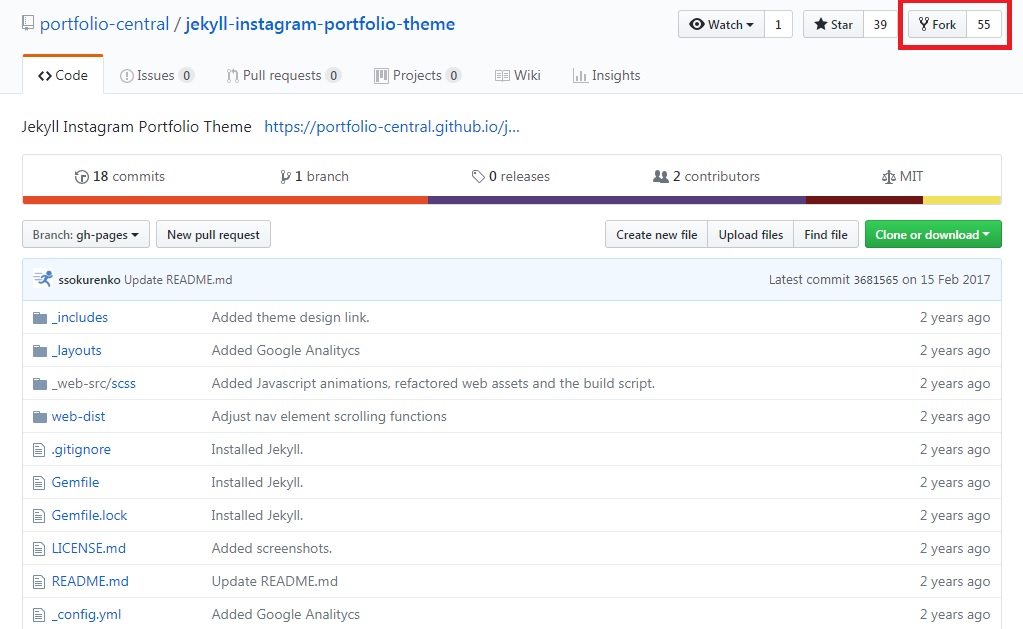 portfolio-central / jekyll-instagram-portfolio-theme Watch 1 Star 39 Fork 55
Code Issues 0 Pull requests 0 Projects 0 Wiki Insights
Jekyll Instagram Portfolio Theme https://portfolio-central.github.io/j...
18 commits 1 branch 0 releases 2 contributors MIT
Branch: gh-pages New pull request Create new file Upload files Find file Clone or download
ssokurenko Update README.md Latest commit 3681565 on 15 Feb 2017
_includes Added theme design link. 2 years ago
_layouts Added Google Analitycs 2 years ago
_web-src/scss Added Javascript animations, refactored web assets and the build script. 2 years ago
web-dist Adjust nav element scrolling functions 2 years ago
.gitignore Installed Jekyll. 2 years ago
Gemfile Installed Jekyll. 2 years ago
Gemfile.lock Installed Jekyll. 2 years ago
LICENSE.md Added screenshots. 2 years ago
README.md Update README.md 2 years ago
_config.yml Added Google Analitycs 2 years ago